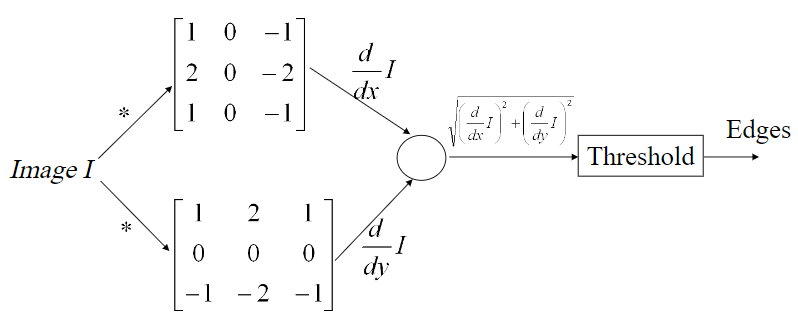 Image I
*
*
1 0 −1
2 0 −2
1 0 −1
1 2 1
0 0 0
−1 −2 −1
d/dx I
d/dy I
√((d/dx I)² + (d/dy I)²)
Threshold
Edges